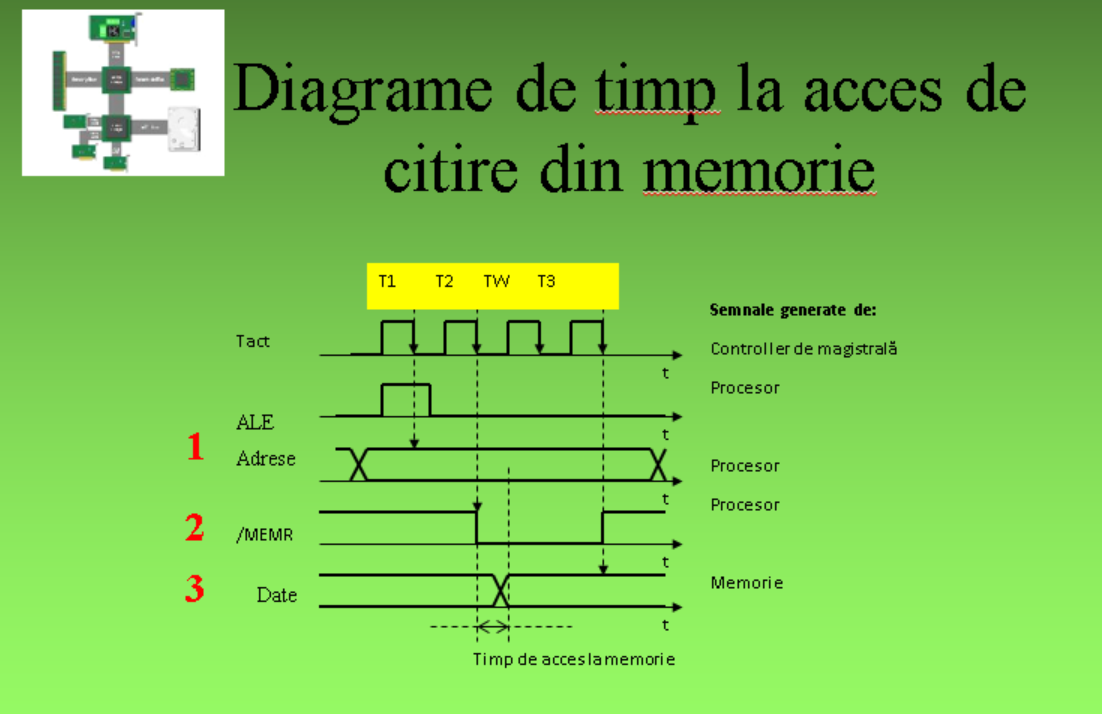 Diagrame de timp la acces de
citire din memorie
T1 T2 TW T3
Semnale generate de:
Tact
Controller de magistrală
t
Procesor
ALE
t
1
Adrese
Procesor
t
Procesor
2
/MEMR
t
3
Date
Memorie
t
Timp de acces la memorie